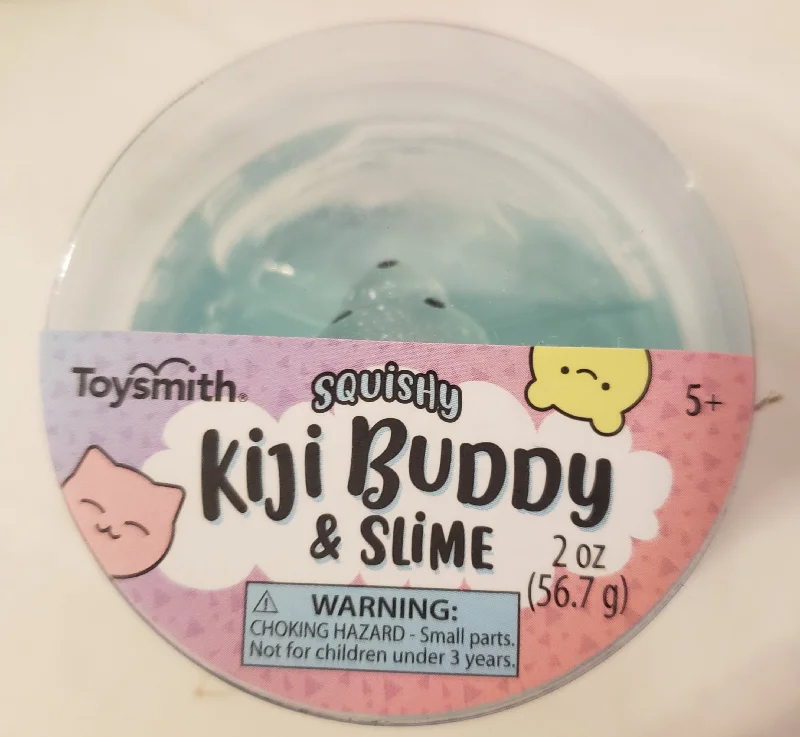 Toysmith®
SQUiSHy
5+
Kiji BUDDy
& SLiME
2 oz
(56.7 g)
WARNING:
CHOKING HAZARD - Small parts.
Not for children under 3 years.